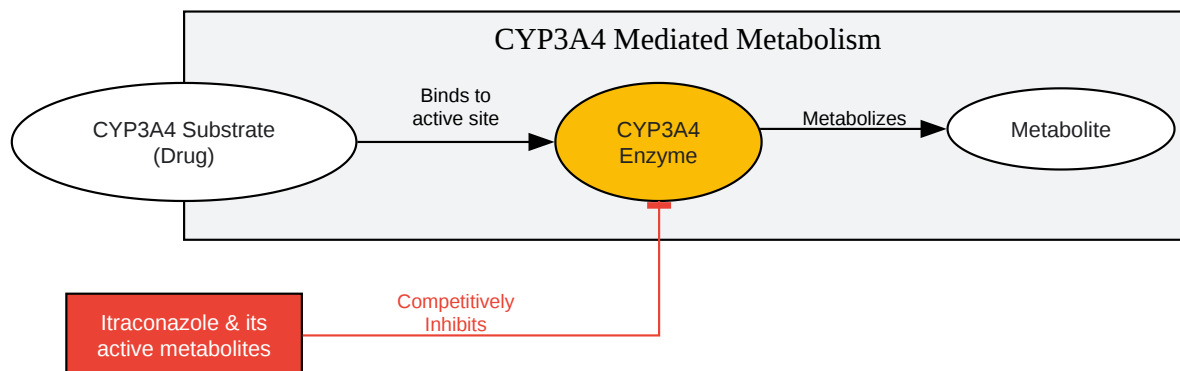 CYP3A4 Mediated Metabolism
CYP3A4 Substrate
(Drug)
Binds to
active site
CYP3A4
Enzyme
Metabolizes
Metabolite
Itraconazole & its
active metabolites
Competitively
Inhibits